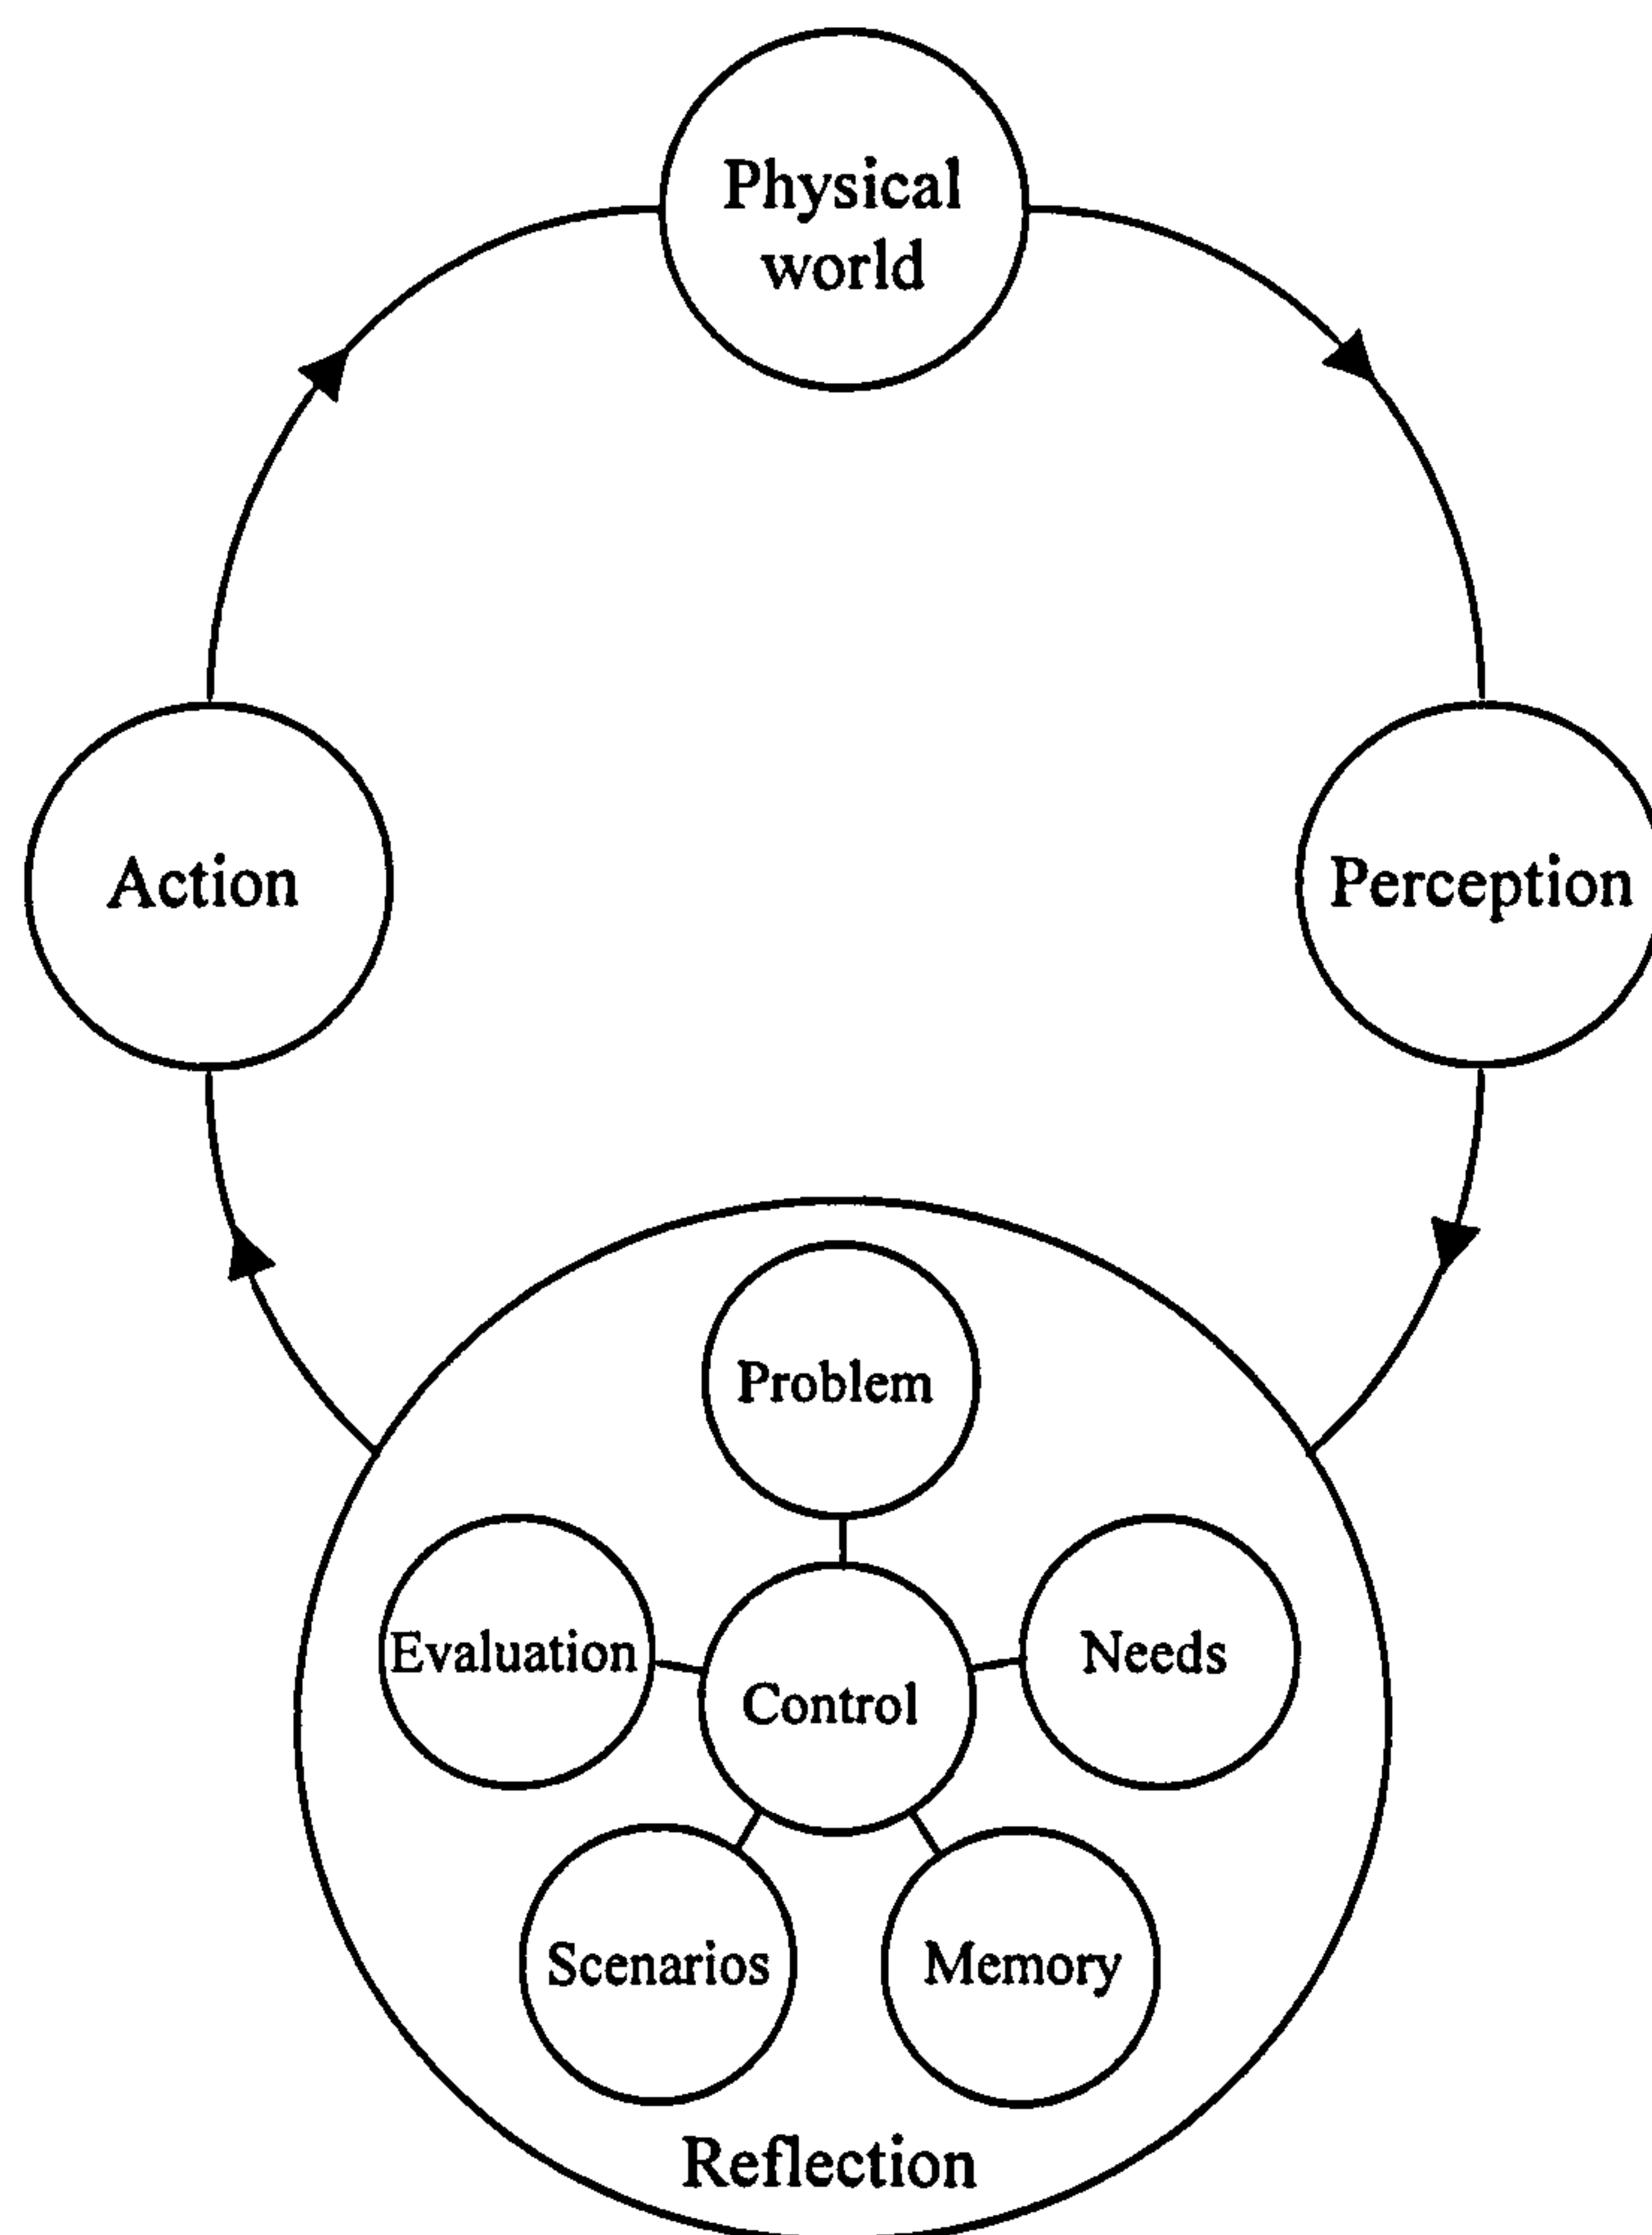 Physical
world
Action
Perception
Problem
Evaluation
Needs
Control
Scenarios
Memory
Reflection